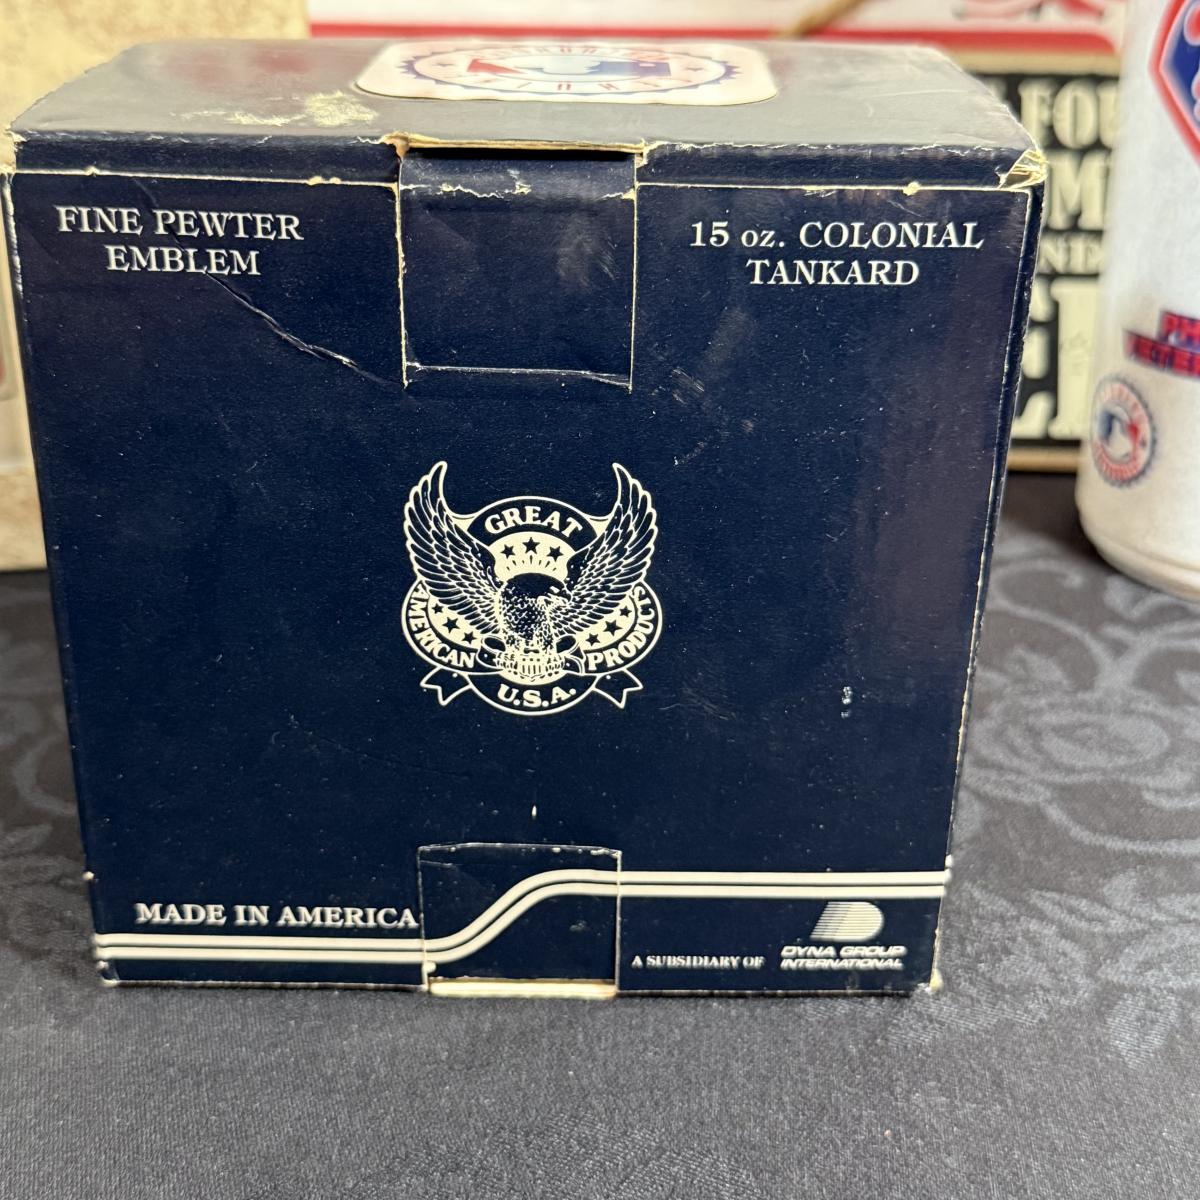 FINE PEWTER
EMBLEM
15 oz. COLONIAL
TANKARD
GREAT
AMERICAN
PRODUCTS
U.S.A.
MADE IN AMERICA
A SUBSIDIARY OF
DYNA GROUP
INTERNATIONAL